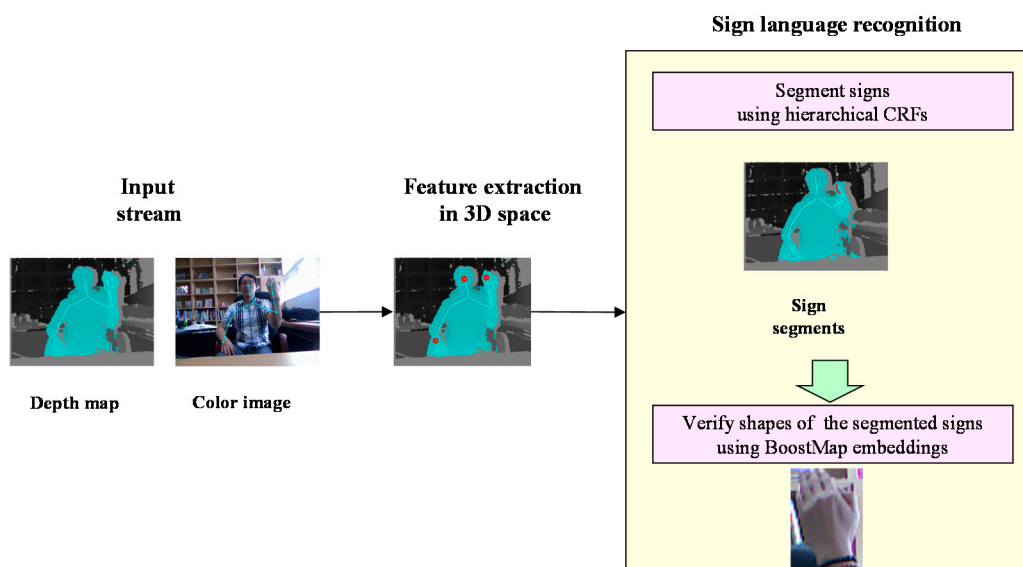 Sign language recognition
Segment signs
using hierarchical CRFs
Input
stream
Feature extraction
in 3D space
Depth map
Color image
Sign
segments
Verify shapes of the segmented signs
using BoostMap embeddings